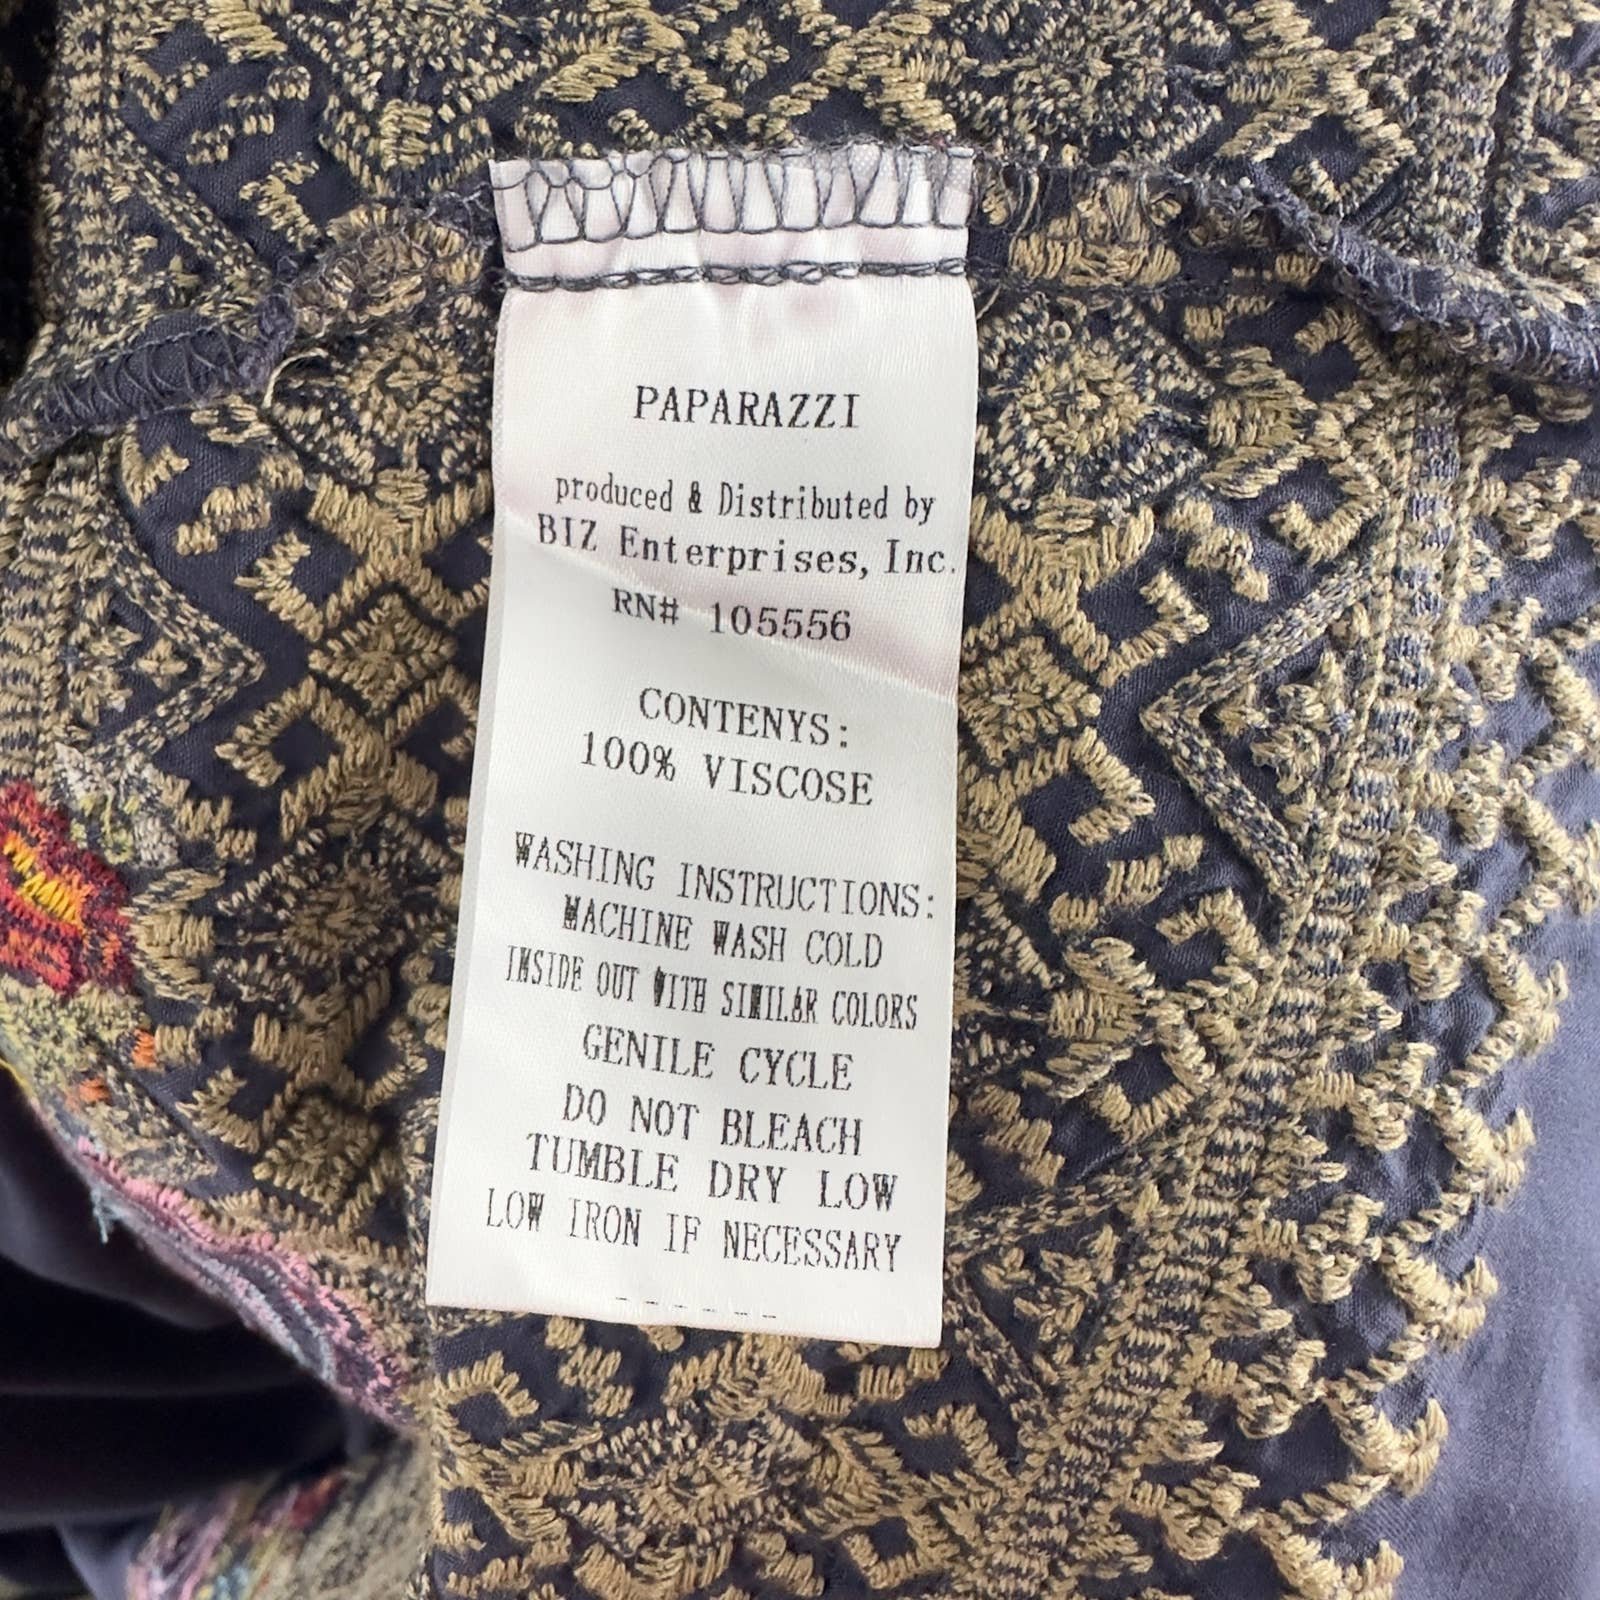 PAPARAZZI
produced & Distributed by
BIZ Enterprises, Inc.
RN# 105556
CONTENYS:
100% VISCOSE
WASHING INSTRUCTIONS:
MACHINE WASH COLD
INSIDE OUT WITH SIMILAR COLORS
GENILE CYCLE
DO NOT BLEACH
TUMBLE DRY LOW
LOW IRON IF NECESSARY
------